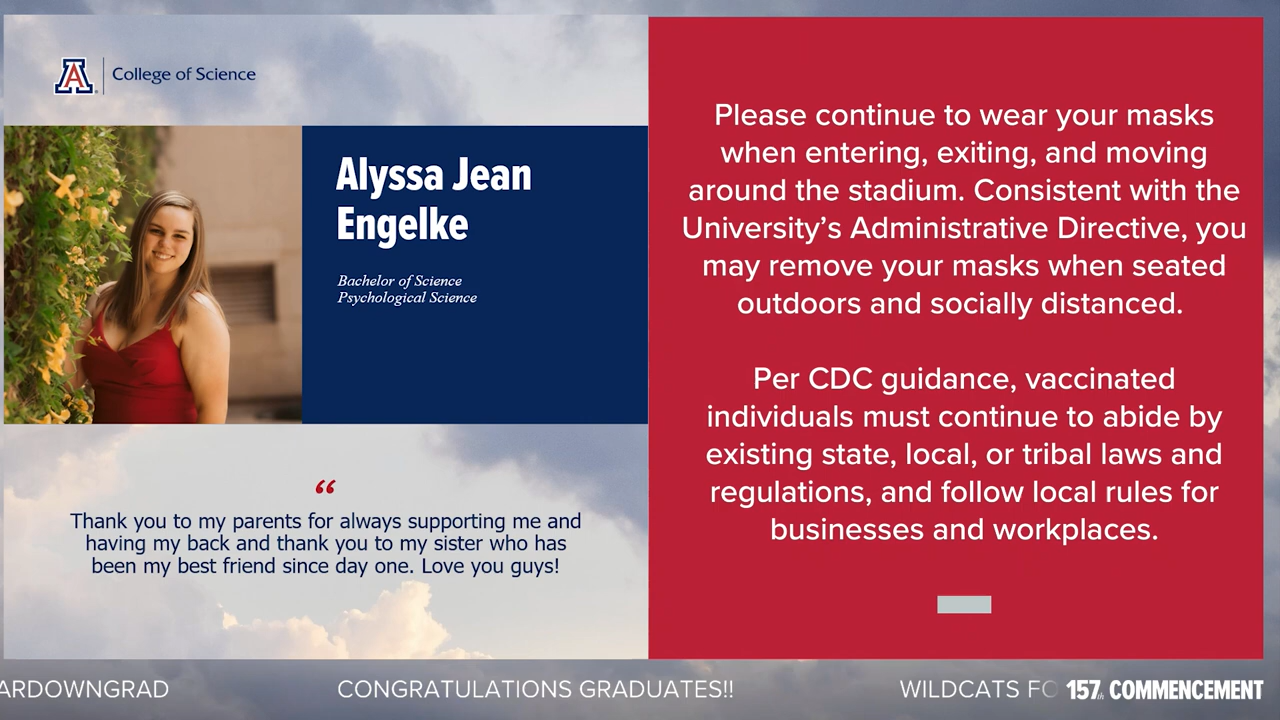 A
College of Science
Alyssa Jean
Engelke
Bachelor of Science
Psychological Science
“
Thank you to my parents for always supporting me and
having my back and thank you to my sister who has
been my best friend since day one. Love you guys!
Please continue to wear your masks
when entering, exiting, and moving
around the stadium. Consistent with the
University’s Administrative Directive, you
may remove your masks when seated
outdoors and socially distanced.
Per CDC guidance, vaccinated
individuals must continue to abide by
existing state, local, or tribal laws and
regulations, and follow local rules for
businesses and workplaces.
ARDOWNGRAD
CONGRATULATIONS GRADUATES!!
WILDCATS FO
157th COMMENCEMENT